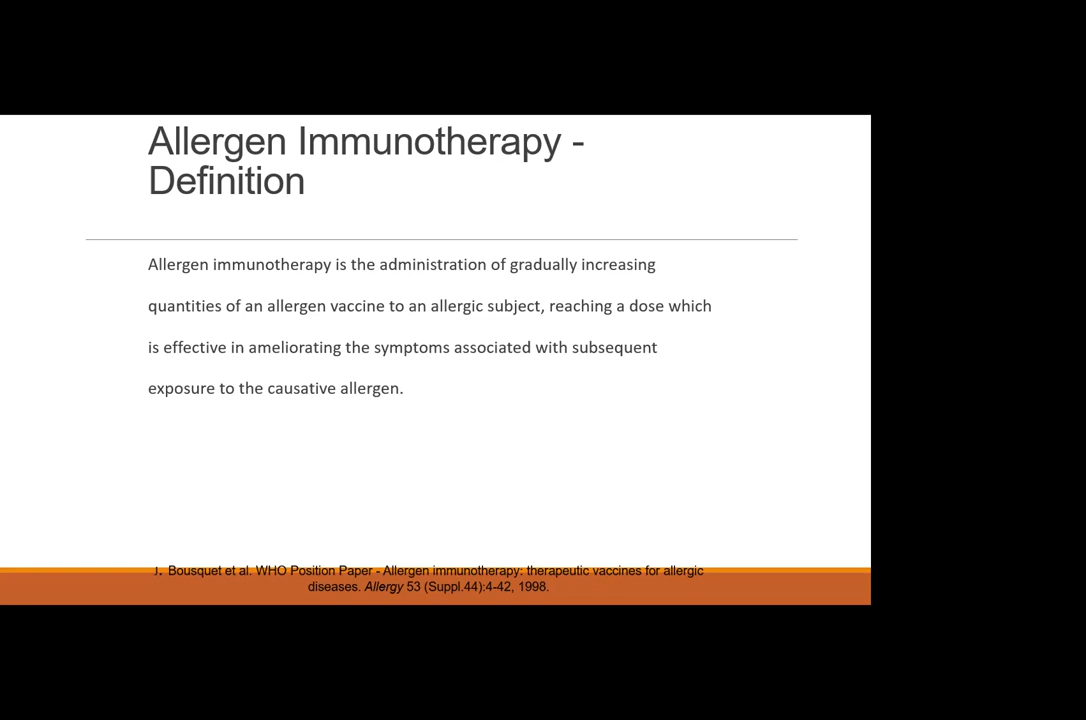 Allergen Immunotherapy -
Definition
Allergen immunotherapy is the administration of gradually increasing
quantities of an allergen vaccine to an allergic subject, reaching a dose which
is effective in ameliorating the symptoms associated with subsequent
exposure to the causative allergen.
J. Bousquet et al. WHO Position Paper - Allergen immunotherapy: therapeutic vaccines for allergic
diseases. Allergy 53 (Suppl.44):4-42, 1998.